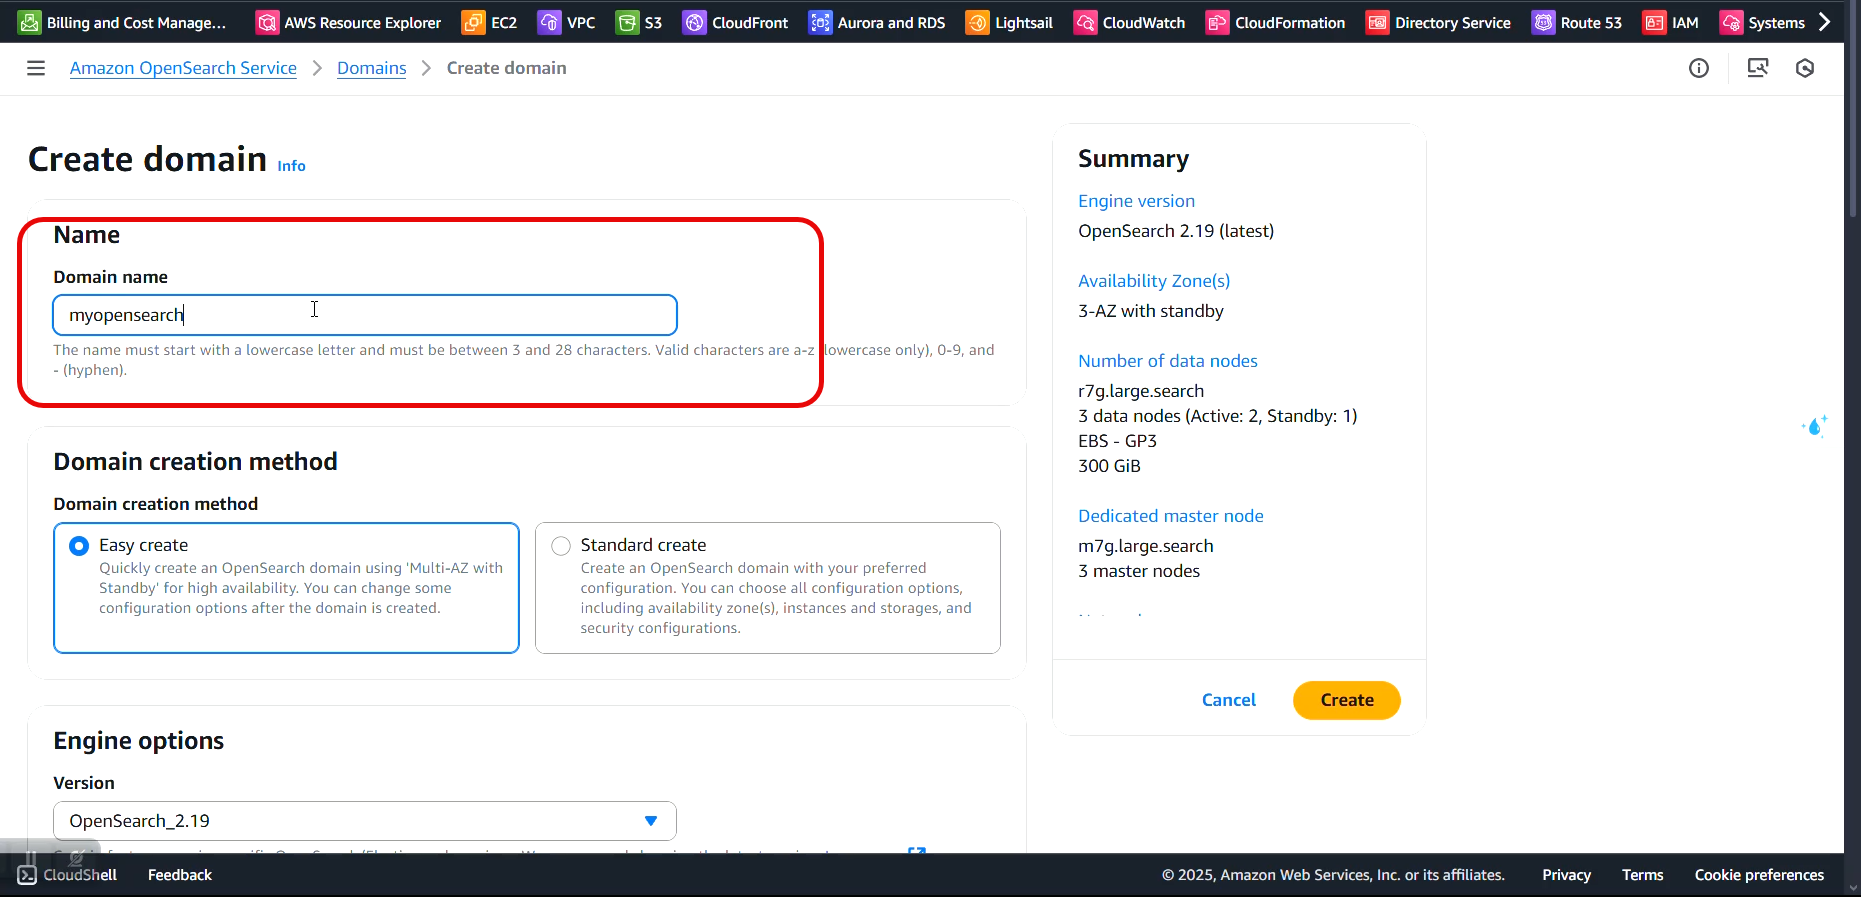 Billing and Cost Manage... AWS Resource Explorer EC2 VPC S3 CloudFront Aurora and RDS Lightsail CloudWatch CloudFormation Directory Service Route 53 IAM Systems
Amazon OpenSearch Service Domains Create domain
Create domain Info
Name
Domain name
myopensearch
The name must start with a lowercase letter and must be between 3 and 28 characters. Valid characters are a-z lowercase only), 0-9, and
- (hyphen).
Domain creation method
Domain creation method
Easy create
Quickly create an OpenSearch domain using 'Multi-AZ with
Standby' for high availability. You can change some
configuration options after the domain is created.
Standard create
Create an OpenSearch domain with your preferred
configuration. You can choose all configuration options,
including availability zone(s), instances and storages, and
security configurations.
Engine options
Version
OpenSearch_2.19
Summary
Engine version
OpenSearch 2.19 (latest)
Availability Zone(s)
3-AZ with standby
Number of data nodes
r7g.large.search
3 data nodes (Active: 2, Standby: 1)
EBS - GP3
300 GiB
Dedicated master node
m7g.large.search
3 master nodes
Cancel Create
CloudShell Feedback © 2025, Amazon Web Services, Inc. or its affiliates. Privacy Terms Cookie preferences